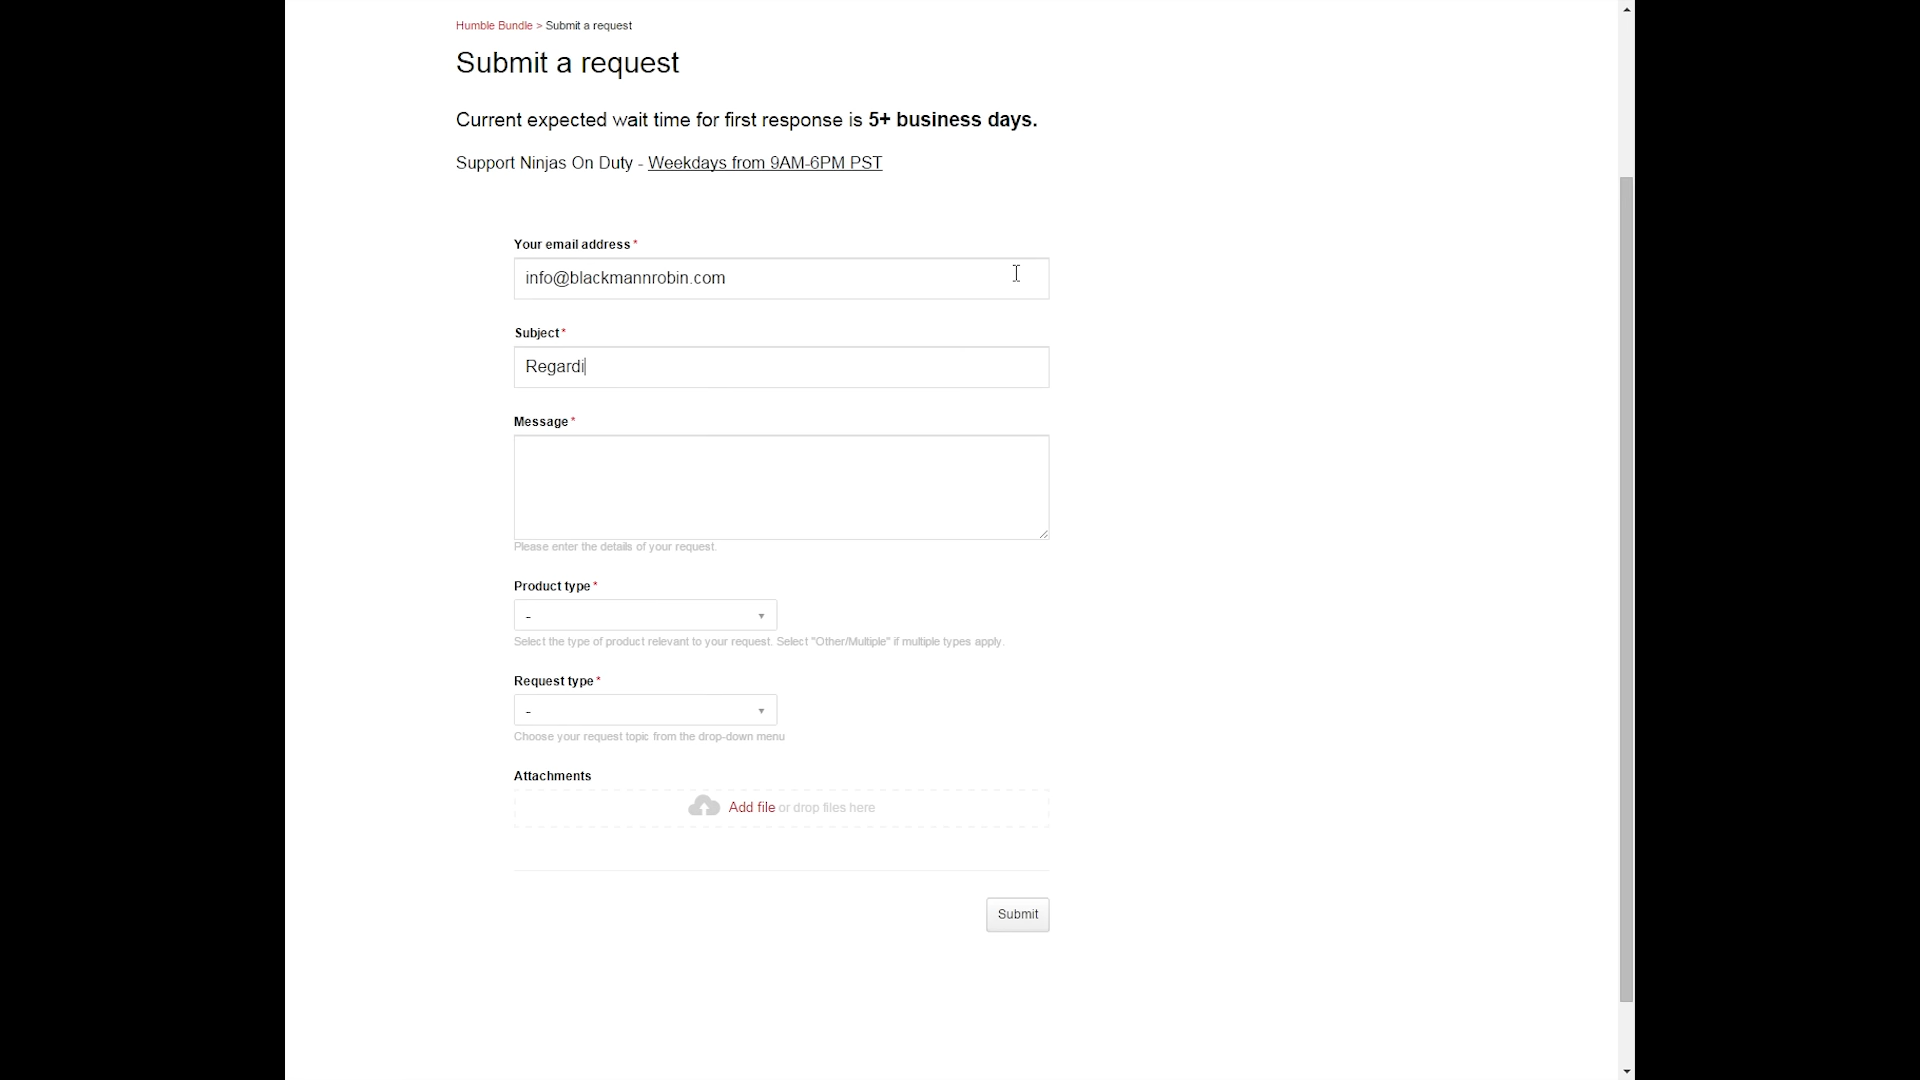 Humble Bundle > Submit a request
Submit a request
Current expected wait time for first response is 5+ business days.
Support Ninjas On Duty - Weekdays from 9AM-6PM PST
Your email address *
info@blackmannrobin.com
Subject *
Regardi
Message *
Please enter the details of your request.
Product type *
-
Select the type of product relevant to your request. Select "Other/Multiple" if multiple types apply.
Request type *
-
Choose your request topic from the drop-down menu
Attachments
Add file or drop files here
Submit